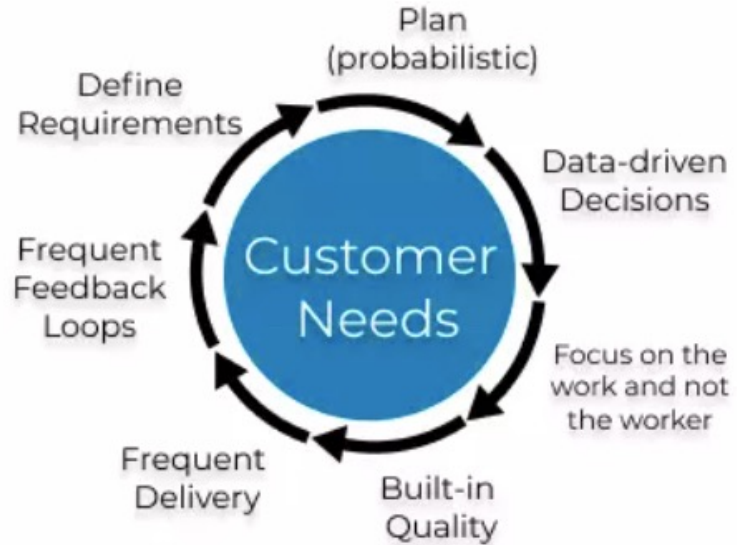 Plan
(probabilistic)
Define
Requirements
Data-driven
Decisions
Customer
Needs
Frequent
Feedback
Loops
Focus on the
work and not
the worker
Frequent
Delivery
Built-in
Quality